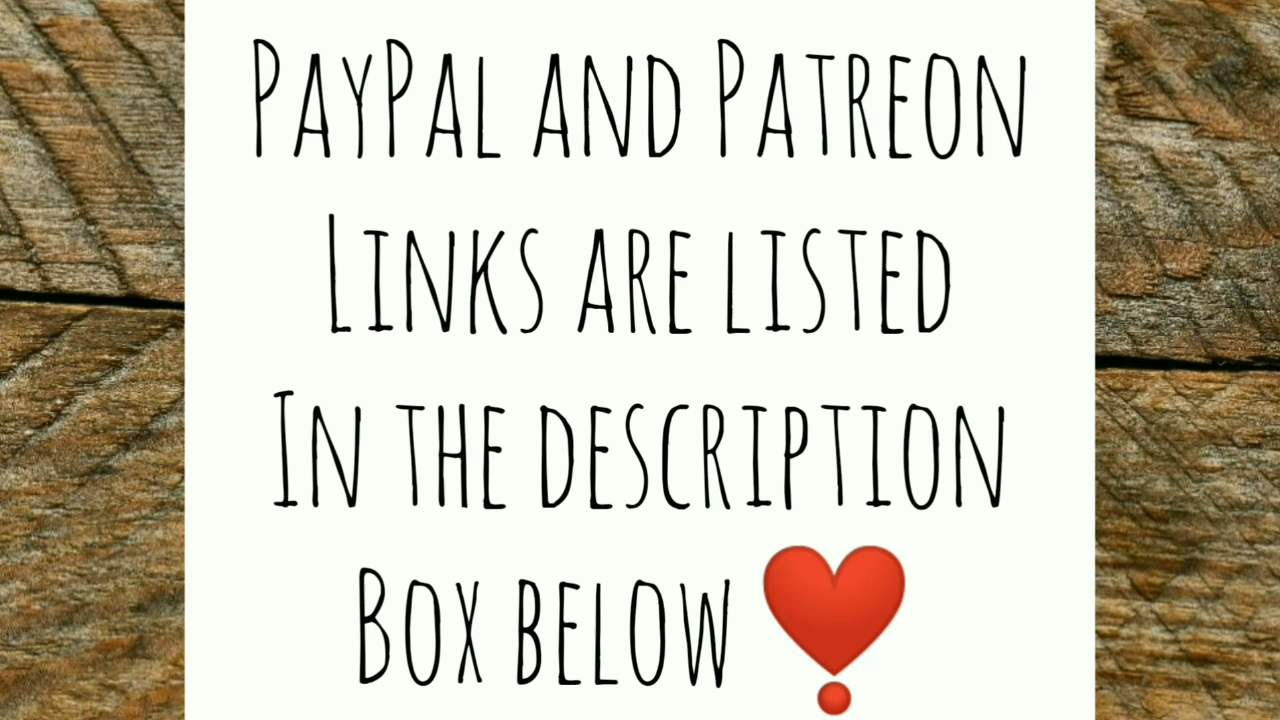 PayPal and Patreon
Links are listed
In the description
Box below ❣